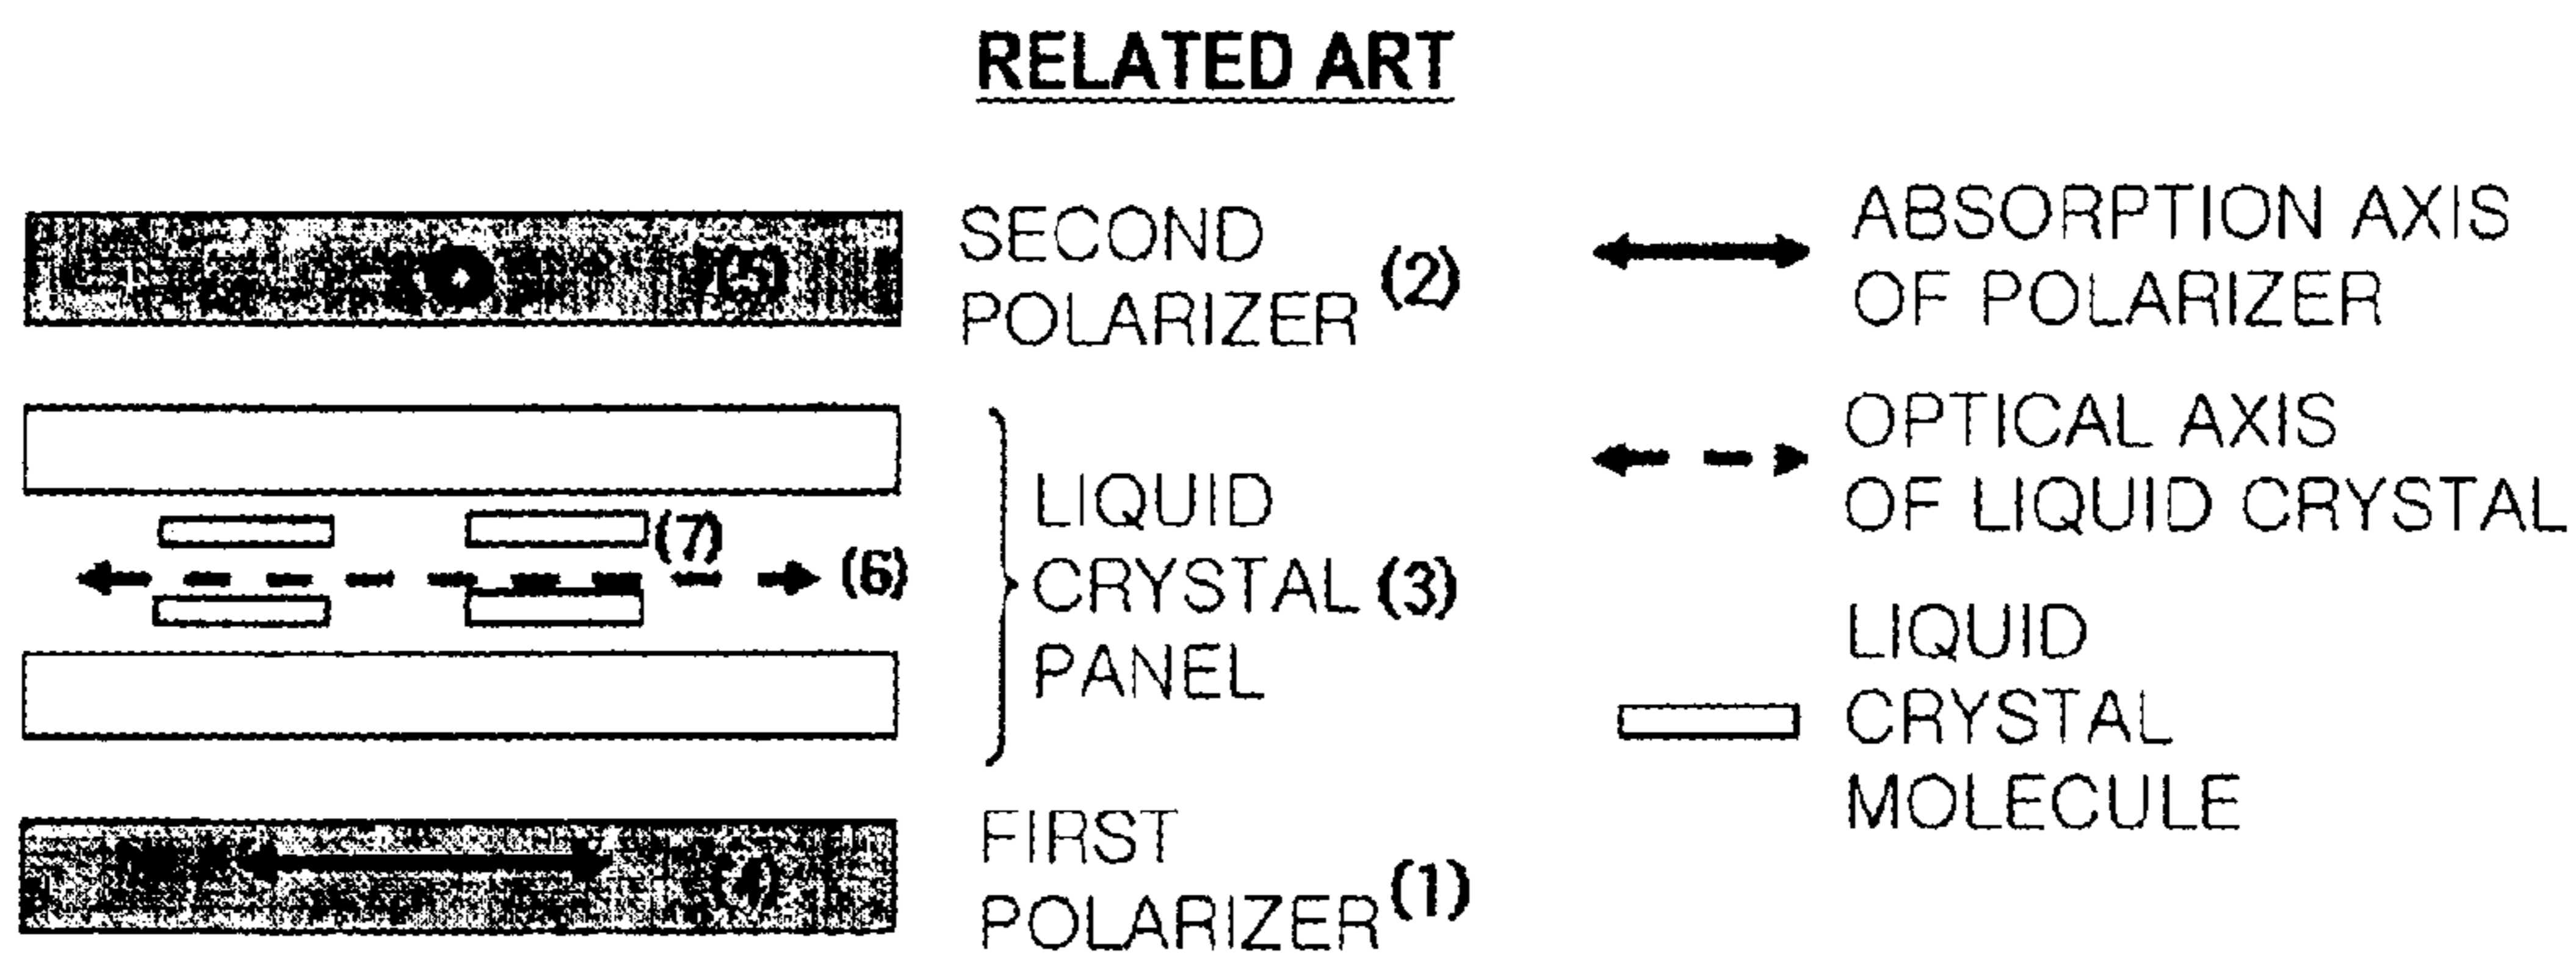 RELATED ART
(5)
SECOND
POLARIZER (2)
(7)
(6)
LIQUID
CRYSTAL (3)
PANEL
(4)
FIRST
POLARIZER (1)
ABSORPTION AXIS
OF POLARIZER
OPTICAL AXIS
OF LIQUID CRYSTAL
LIQUID
CRYSTAL
MOLECULE